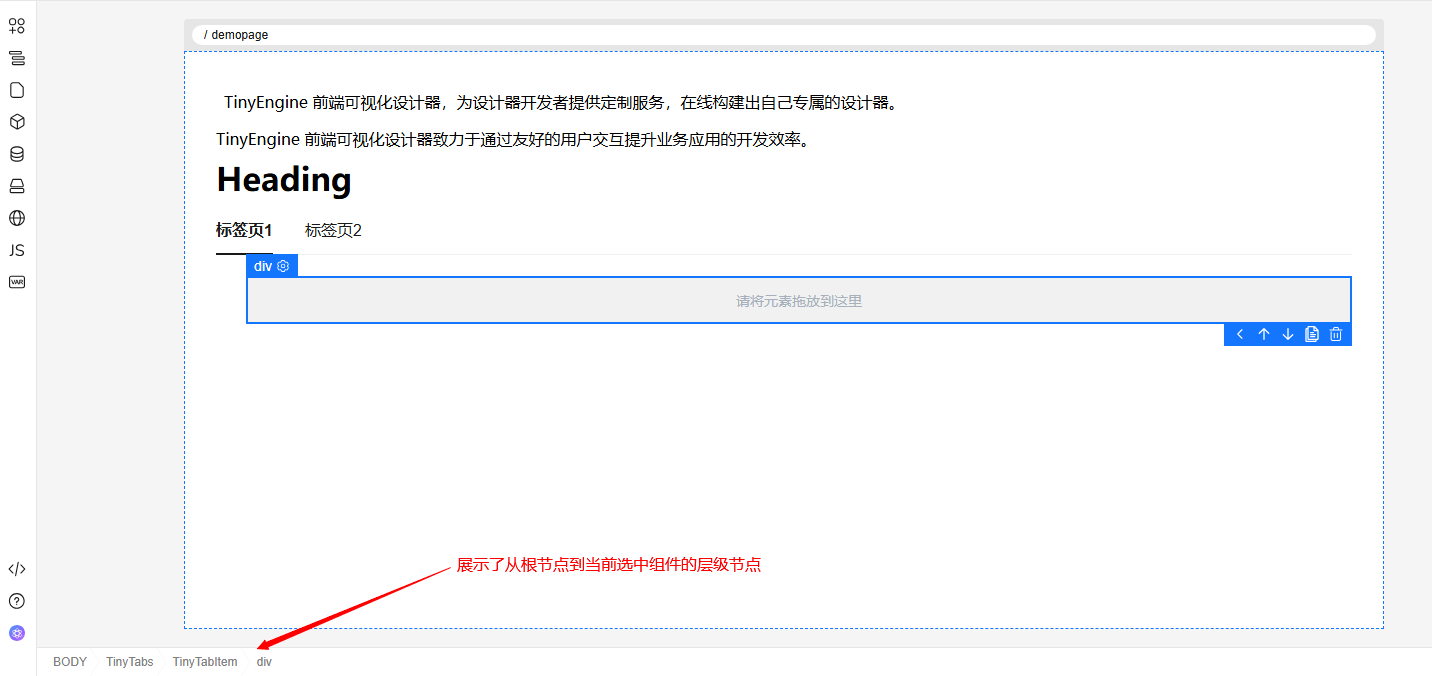 / demopage
TinyEngine 前端可视化设计器，为设计器开发者提供定制服务，在线构建出自己专属的设计器。
TinyEngine 前端可视化设计器致力于通过友好的用户交互提升业务应用的开发效率。
Heading
标签页1 标签页2
div
请将元素拖放到这里
JS
VAR
展示了从根节点到当前选中组件的层级节点
BODY TinyTabs TinyTabItem div